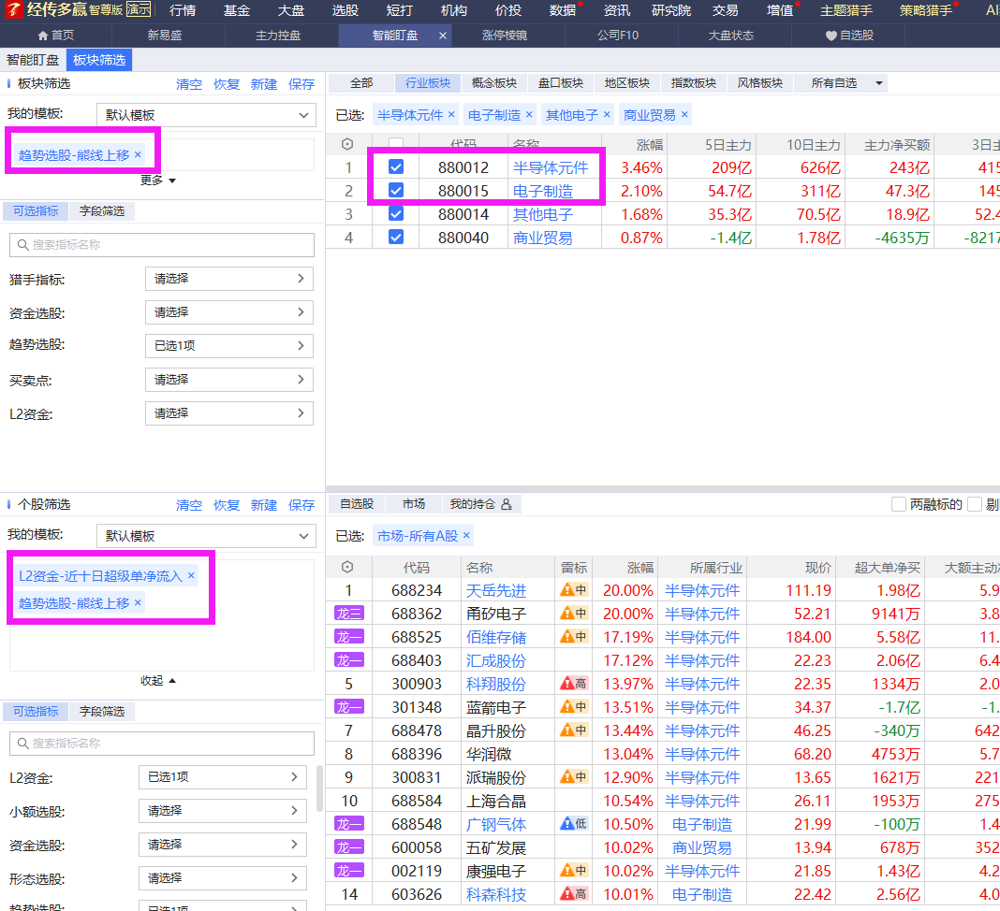 经传多赢 智尊版 演示 行情 基金 大盘 选股 短打 机构 价投 数据 资讯 研究院 交易 增值 主题猎手 策略猎手
首页 新易盛 主力控盘 智能盯盘 × 涨停棱镜 公司F10 大盘状态 自选股
智能盯盘 板块筛选
板块筛选 清空 恢复 新建 保存
全部 行业板块 概念板块 盘口板块 地区板块 指数板块 风格板块 所有自选
我的模板: 默认模板
已选: 半导体元件 × 电子制造 × 其他电子 × 商业贸易 ×
趋势选股-熊线上移 ×
更多
代码 名称 涨幅 5日主力 10日主力 主力净买额 3日主
1 880012 半导体元件 3.46% 209亿 626亿 243亿 415
2 880015 电子制造 2.10% 54.7亿 311亿 47.3亿 145
3 880014 其他电子 1.68% 35.3亿 70.5亿 18.9亿 52.4
4 880040 商业贸易 0.87% -1.4亿 1.78亿 -4635万 -8217
可选指标 字段筛选
搜索指标名称
猎手指标: 请选择
资金选股: 请选择
趋势选股: 已选1项
买卖点: 请选择
L2资金: 请选择
个股筛选 清空 恢复 新建 保存
自选股 市场 我的持仓 两融标的 剔
我的模板: 默认模板
已选: 市场-所有A股 ×
L2资金-近十日超级单净流入 ×
趋势选股-熊线上移 ×
收起
代码 名称 雷标 涨幅 所属行业 现价 超大单净买 大额主动
1 688234 天岳先进 中 20.00% 半导体元件 111.19 1.98亿 5.9
龙三 688362 甬矽电子 中 20.00% 半导体元件 52.21 9141万 3.8
龙一 688525 佰维存储 中 17.19% 半导体元件 184.00 5.58亿 11.
龙一 688403 汇成股份 17.12% 半导体元件 22.23 2.06亿 6.4
5 300903 科翔股份 高 13.97% 半导体元件 22.35 1334万 2.0
龙一 301348 蓝箭电子 中 13.51% 半导体元件 34.37 -1.7亿 -1.
7 688478 晶升股份 中 13.44% 半导体元件 46.25 -340万 642
8 688396 华润微 13.04% 半导体元件 68.20 4753万 5.7
9 300831 派瑞股份 中 12.90% 半导体元件 13.65 1621万 221
10 688584 上海合晶 10.54% 半导体元件 26.11 1953万 275
龙一 688548 广钢气体 低 10.50% 电子制造 21.99 -100万 1.4
龙一 600058 五矿发展 10.02% 商业贸易 13.94 678万 352
龙一 002119 康强电子 中 10.02% 半导体元件 21.85 1.43亿 4.2
14 603626 科森科技 高 10.01% 电子制造 22.42 2.56亿 4.0
可选指标 字段筛选
搜索指标名称
L2资金: 已选1项
小额选股: 请选择
资金选股: 请选择
形态选股: 请选择
趋势选股: 已选1项